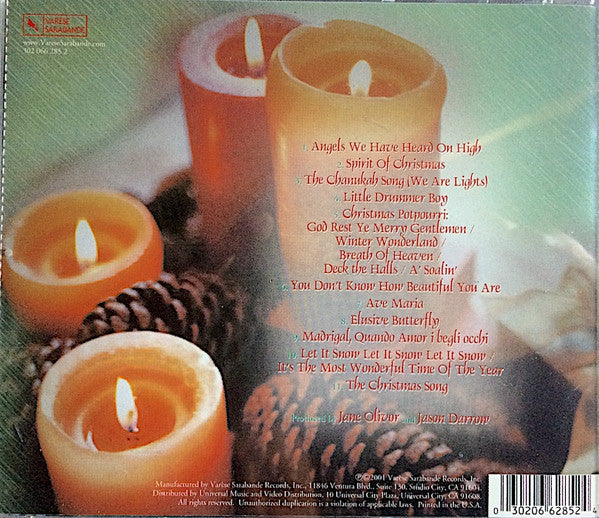 VARÈSE
SARABANDE
www.VareseSarabande.com
302 066 285 2
1. Angels We Have Heard On High
2. Spirit Of Christmas
3. The Chanukah Song (We Are Lights)
4. Little Drummer Boy
5. Christmas Potpourri:
God Rest Ye Merry Gentlemen /
Winter Wonderland /
Breath Of Heaven /
Deck the Halls / A' Soalin'
6. You Don't Know How Beautiful You Are
7. Ave Maria
8. Elusive Butterfly
9. Madrigal, Quando Amor i begli occhi
10. Let It Snow Let It Snow Let It Snow /
It's The Most Wonderful Time Of The Year
11. The Christmas Song
Produced by Jane Olivor and Jason Darrow
℗©2001 Varèse Sarabande Records, Inc.
Manufactured by Varèse Sarabande Records, Inc., 11846 Ventura Blvd., Suite 130, Studio City, CA 91604.
Distributed by Universal Music and Video Distribution, 10 Universal City Plaza, Universal City, CA 91608.
All rights reserved. Unauthorized duplication is a violation of applicable laws. Printed in the U.S.A.
0 30206 62852 4